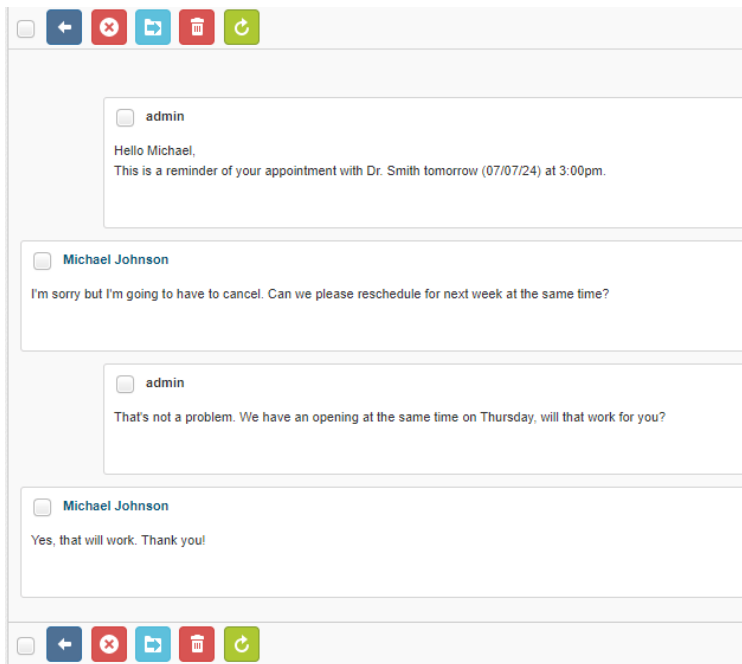 admin
Hello Michael,
This is a reminder of your appointment with Dr. Smith tomorrow (07/07/24) at 3:00pm.
Michael Johnson
I'm sorry but I'm going to have to cancel. Can we please reschedule for next week at the same time?
admin
That's not a problem. We have an opening at the same time on Thursday, will that work for you?
Michael Johnson
Yes, that will work. Thank you!